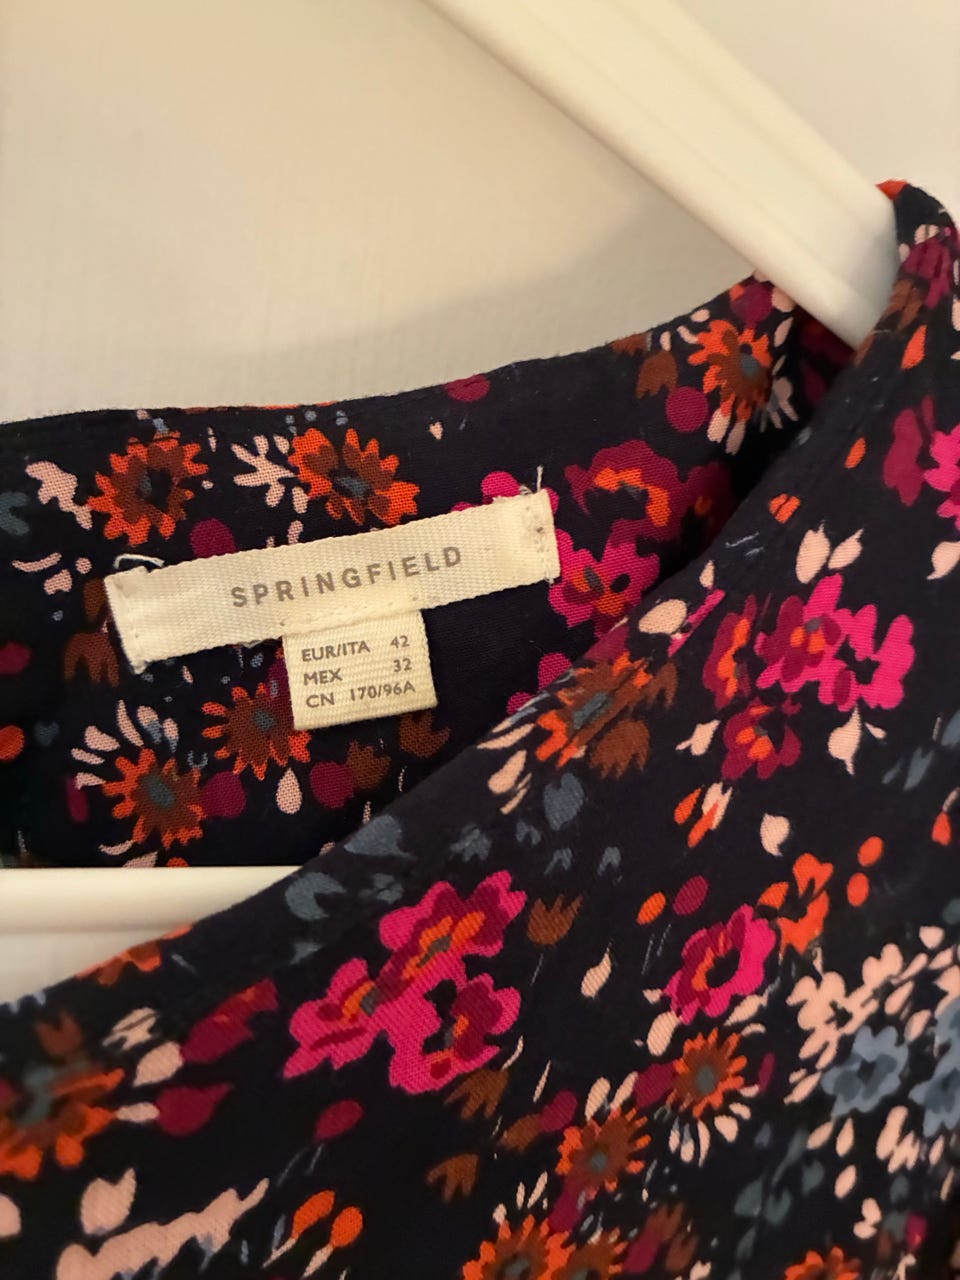 SPRINGFIELD
EUR/ITA 42
MEX 32
CN 170/96A